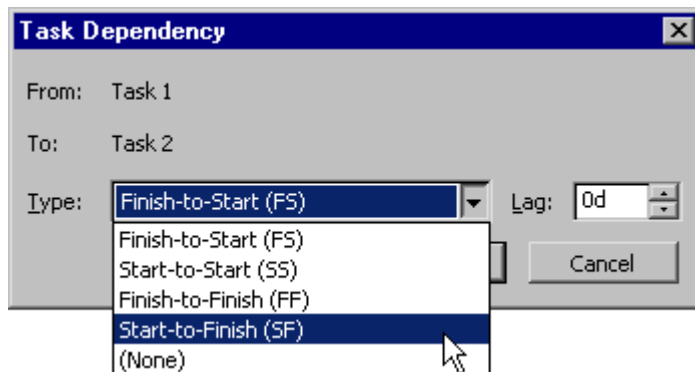 Task Dependency
From: Task 1
To: Task 2
Type: Finish-to-Start (FS) Lag: 0d
Finish-to-Start (FS)
Start-to-Start (SS)
Finish-to-Finish (FF) Cancel
Start-to-Finish (SF)
(None)